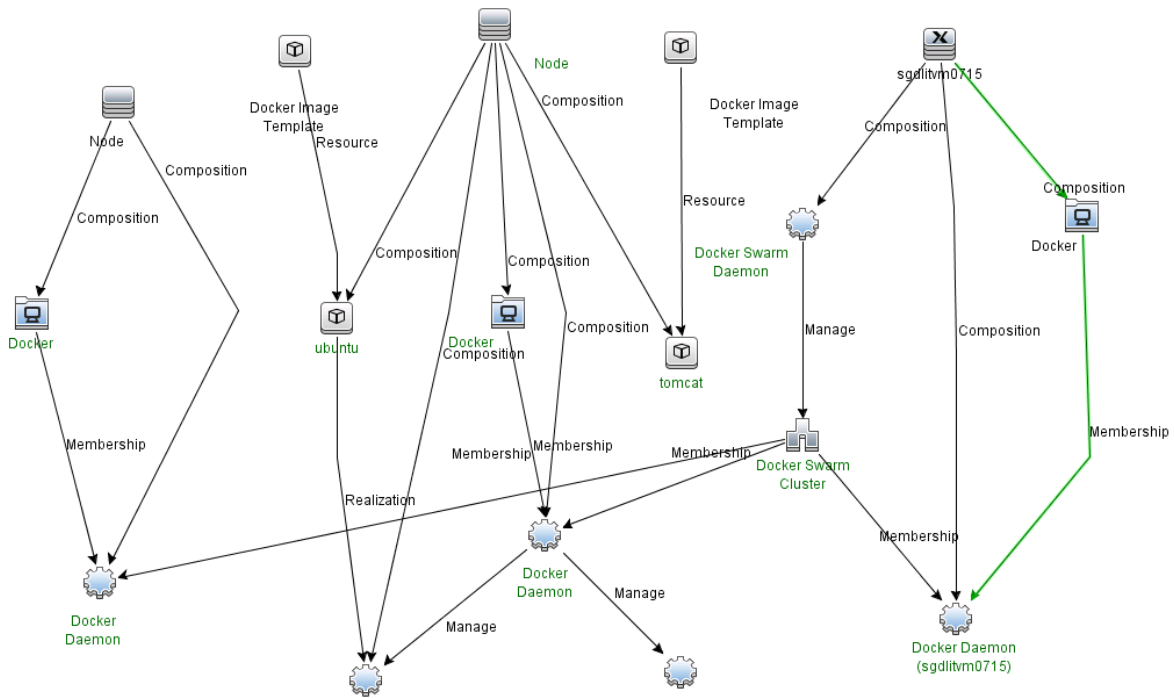 Node
sgdlitvm0715
Docker Image
Template
Docker Image
Template
Composition
Composition
Node
Resource
Composition
Composition
Resource
Composition
Docker
Composition
Composition
Docker Swarm
Daemon
Composition
Manage
Composition
Composition
Docker
ubuntu
Docker
Composition
tomcat
Membership
Membership
Membership
Membership
Membership
Docker Swarm
Cluster
Realization
Membership
Docker
Daemon
Manage
Docker
Daemon
Manage
Docker Daemon
(sgdlitvm0715)